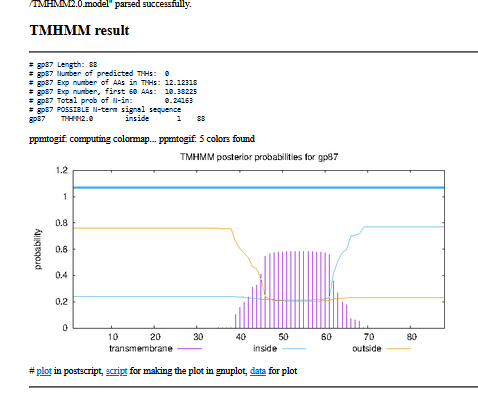 /TMHMM2.0.model" parsed successfully.
TMHMM result
# gp87 Length: 88
# gp87 Number of predicted TMHs: 0
# gp87 Exp number of AAs in TMHs: 12.12318
# gp87 Exp number, first 60 AAs: 10.38225
# gp87 Total prob of N-in: 0.24163
# gp87 POSSIBLE N-term signal sequence
gp87 TMHMM2.0 inside 1 88
ppmtogif: computing colormap... ppmtogif: 5 colors found
TMHMM posterior probabilities for gp87
1.2
1
0.8
0.6
0.4
0.2
0
probability
10 20 30 40 50 60 70 80
transmembrane inside outside
# plot in postscript, script for making the plot in gnuplot, data for plot